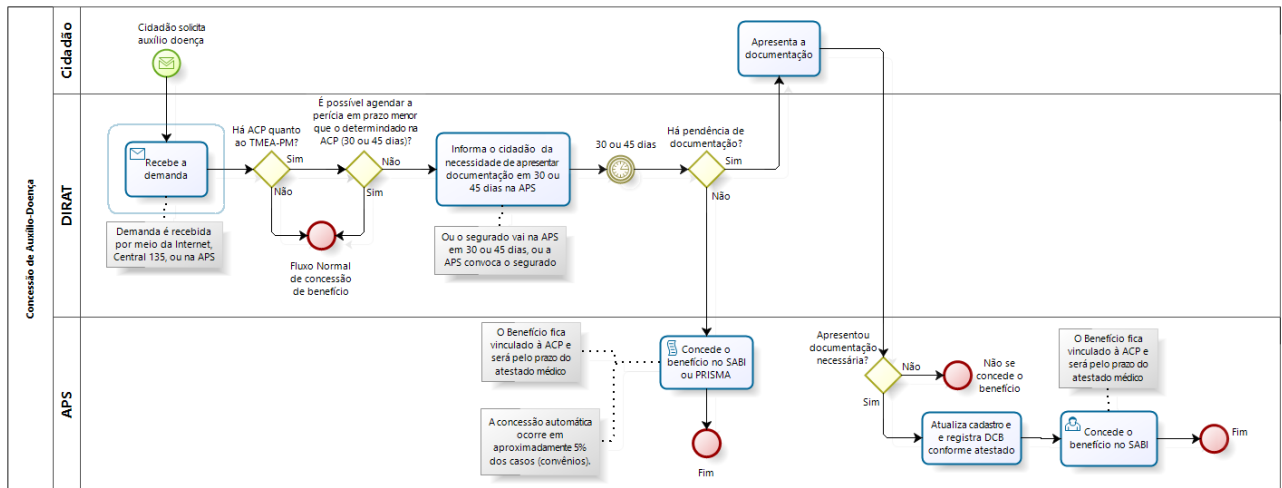 Concessão de Auxílio-Doença
Cidadão
Cidadão solicita
auxílio doença
Apresenta a
documentação
DIRAT
Recebe a
demanda
Demanda é recebida
por meio da Internet,
Central 135, ou na APS
Há ACP quanto
ao TMEA-PM?
Sim
Não
É possível agendar a
perícia em prazo menor
que o determindado na
ACP (30 ou 45 dias)?
Não
Sim
Fluxo Normal
de concessão
de benefício
Informa o cidadão da
necessidade de apresentar
documentação em 30 ou
45 dias na APS
Ou o segurado vai na APS
em 30 ou 45 dias, ou a
APS convoca o segurado
30 ou 45 dias
Há pendência de
documentação?
Sim
Não
APS
O Benefício fica
vinculado à ACP e
será pelo prazo do
atestado médico
A concessão automática
ocorre em
aproximadamente 5%
dos casos (convênios).
Concede o
benefício no SABI
ou PRISMA
Fim
Apresentou
documentação
necessária?
Não
Sim
Não se
concede o
benefício
Atualiza cadastro e
e registra DCB
conforme atestado
O Benefício fica
vinculado à ACP e
será pelo prazo do
atestado médico
Concede o
benefício no SABI
Fim